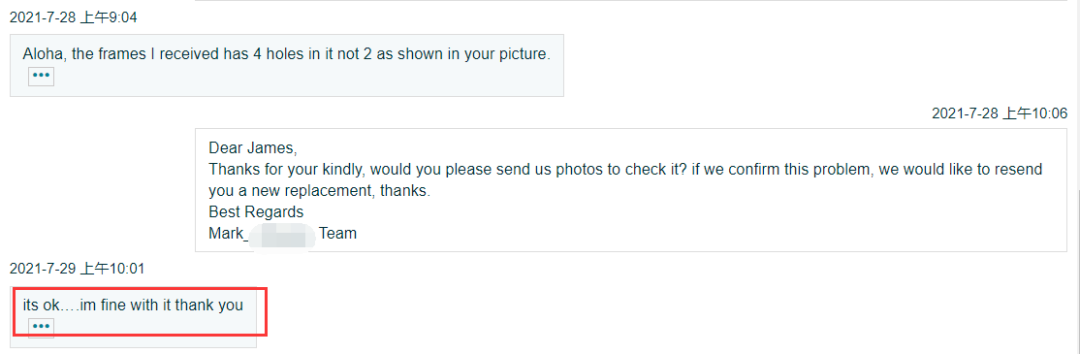 2021-7-28 上午9:04
Aloha, the frames I received has 4 holes in it not 2 as shown in your picture.
•••
2021-7-28 上午10:06
Dear James,
Thanks for your kindly, would you please send us photos to check it? if we confirm this problem, we would like to resend
you a new replacement, thanks.
Best Regards
Mark_ Team
2021-7-29 上午10:01
its ok....im fine with it thank you
•••